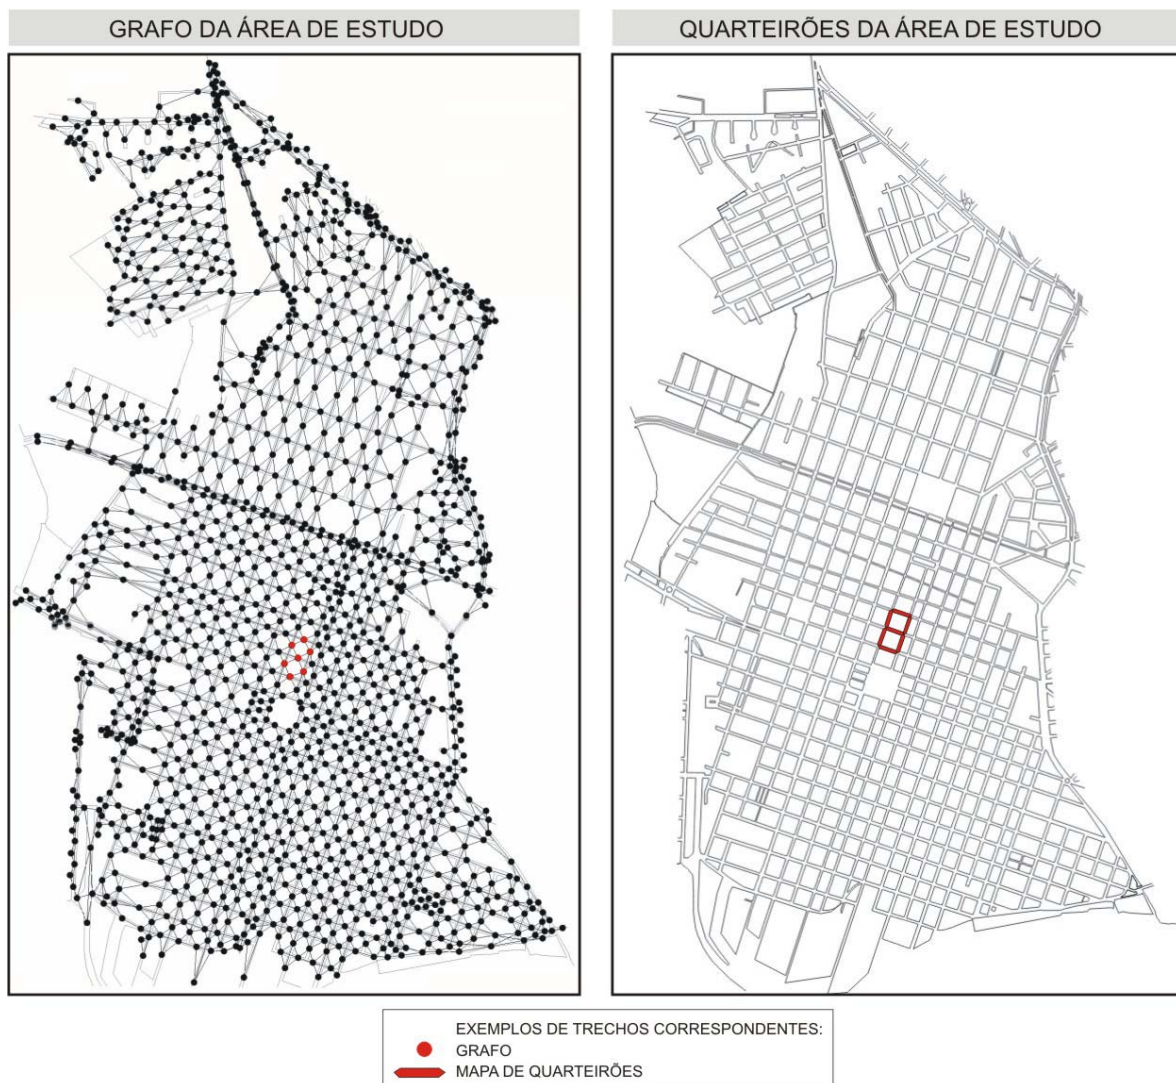 GRAFO DA ÁREA DE ESTUDO
QUARTEIRÕES DA ÁREA DE ESTUDO
EXEMPLOS DE TRECHOS CORRESPONDENTES:
GRAFO
MAPA DE QUARTEIRÕES